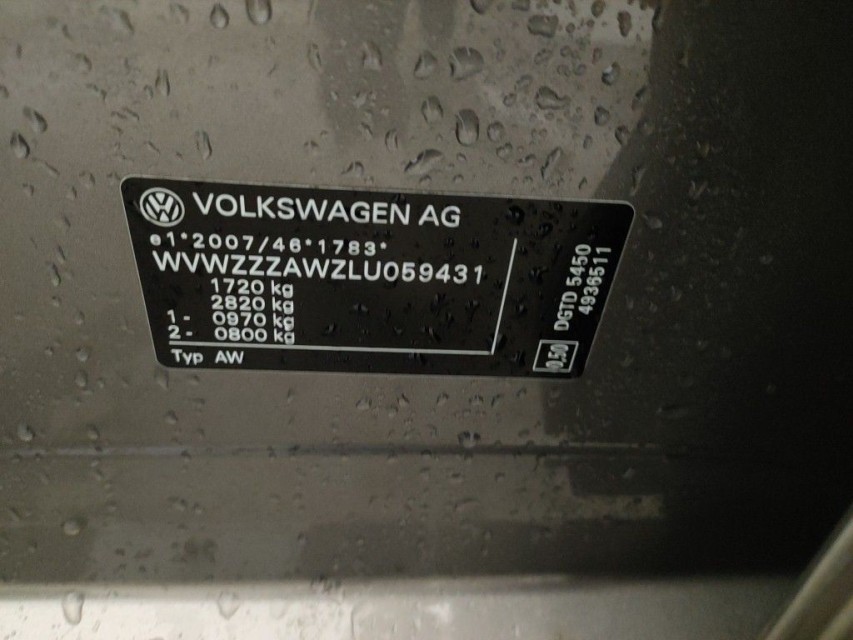 VOLKSWAGEN AG
e1*2007/46*1783*
WVWZZZAWZLU059431
1720 kg
2820 kg
1- 0970 kg
2- 0800 kg
Typ AW
DGTD 5450
4936511
0,50